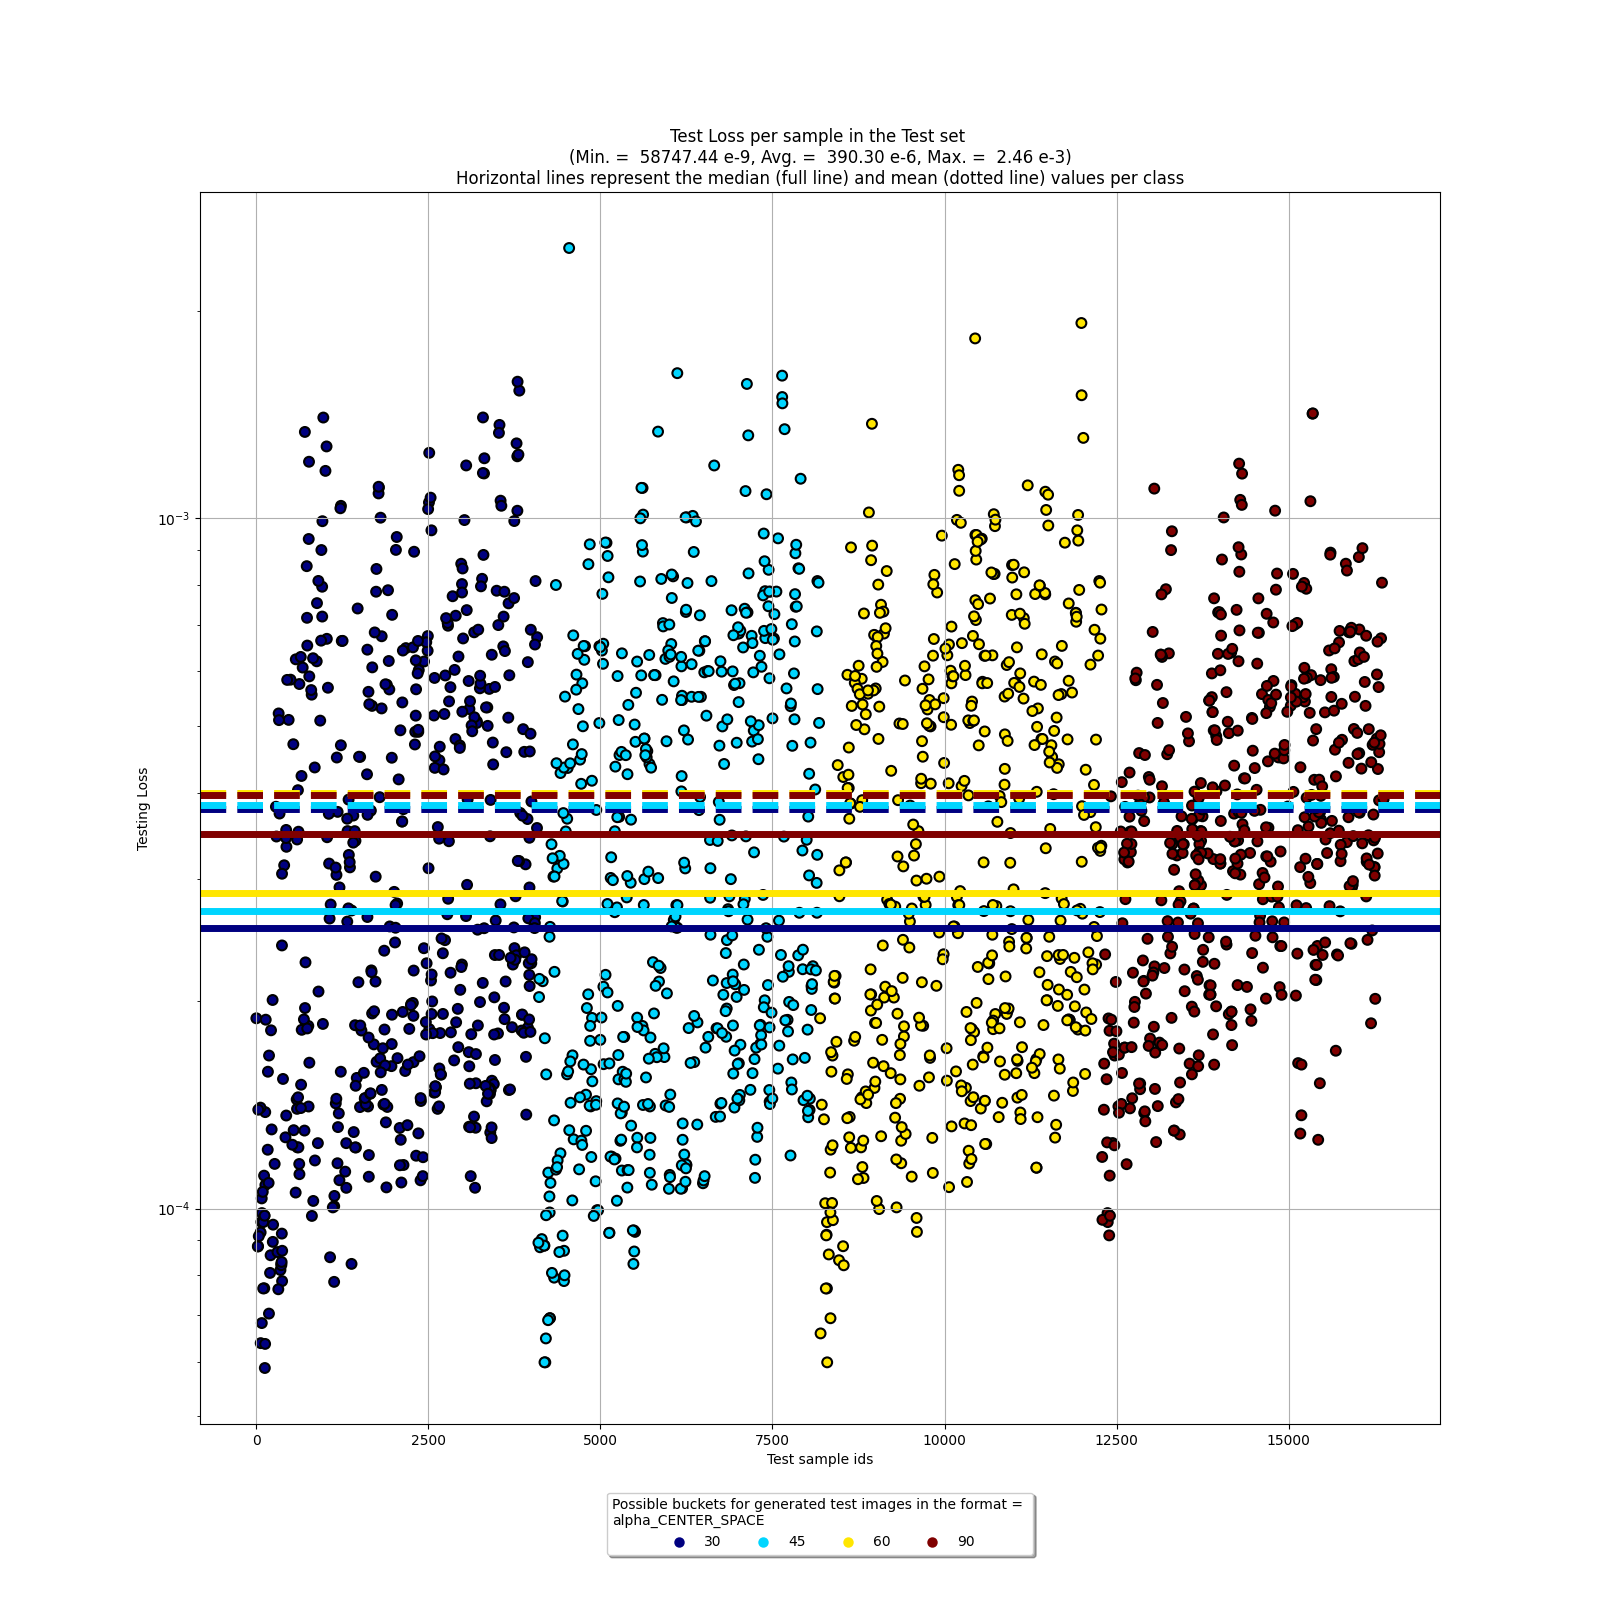 Test Loss per sample in the Test set
(Min. =  58747.44 e-9, Avg. =  390.30 e-6, Max. =  2.46 e-3)
Horizontal lines represent the median (full line) and mean (dotted line) values per class
Testing Loss
10⁻³
10⁻⁴
0 2500 5000 7500 10000 12500 15000
Test sample ids
Possible buckets for generated test images in the format =
alpha_CENTER_SPACE
30 45 60 90